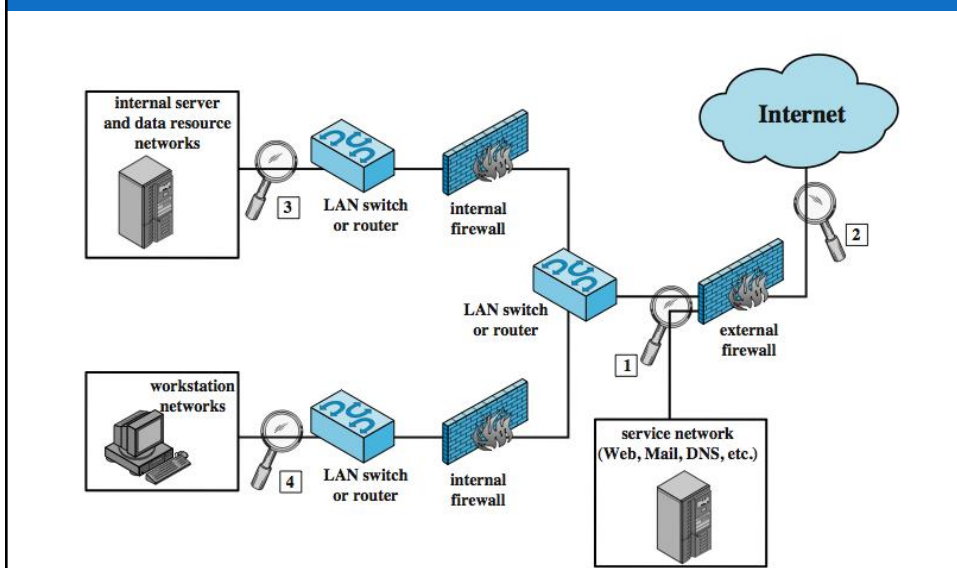 internal server
and data resource
networks
3
LAN switch
or router
internal
firewall
Internet
2
LAN switch
or router
1
external
firewall
workstation
networks
4
LAN switch
or router
internal
firewall
service network
(Web, Mail, DNS, etc.)